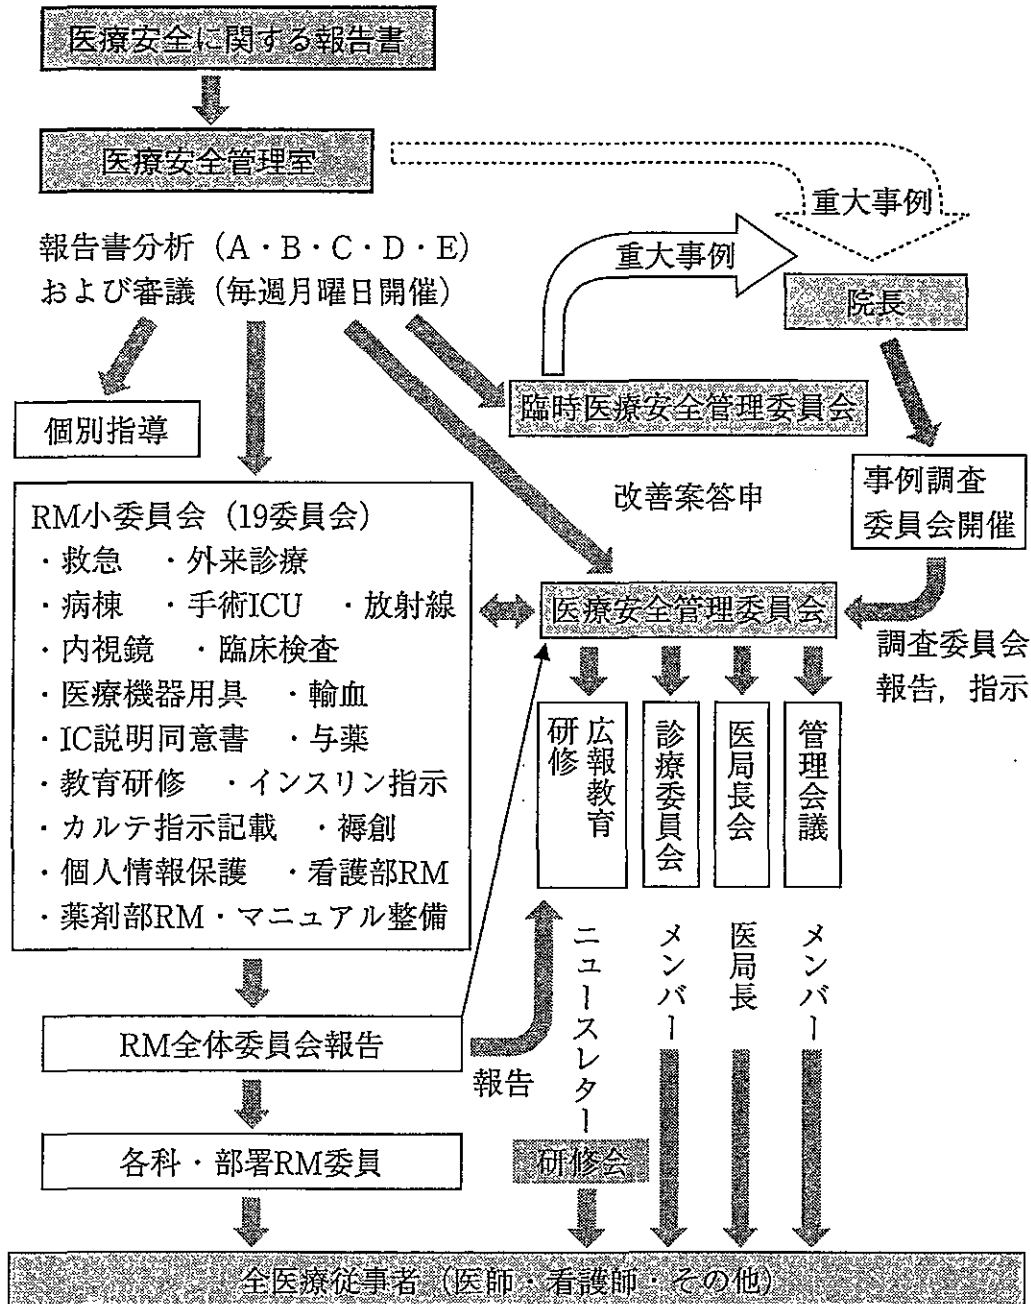 医療安全に関する報告書
医療安全管理室
重大事例
重大事例
報告書分析（A・B・C・D・E）
および審議（毎週月曜日開催）
院長
臨時医療安全管理委員会
個別指導
改善案答申
事例調査
委員会開催
RM小委員会（19委員会）
・救急　・外来診療
・病棟　・手術ICU　・放射線
・内視鏡　・臨床検査
・医療機器用具　・輸血
・IC説明同意書　・与薬
・教育研修　・インスリン指示
・カルテ指示記載　・褥創
・個人情報保護　・看護部RM
・薬剤部RM・マニュアル整備
医療安全管理委員会
調査委員会
報告，指示
広報教育
研修
診療委員会
医局長会
管理会議
ニュースレター
メンバー
医局長
メンバー
RM全体委員会報告
報告
各科・部署RM委員
研修会
全医療従事者（医師・看護師・その他）